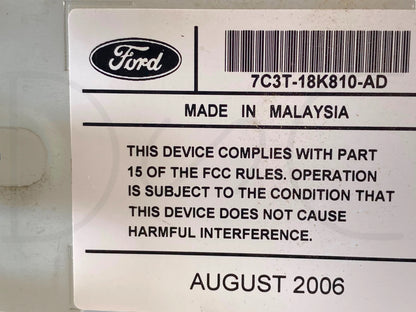 Ford
7C3T-18K810-AD
MADE IN MALAYSIA
THIS DEVICE COMPLIES WITH PART
15 OF THE FCC RULES. OPERATION
IS SUBJECT TO THE CONDITION THAT
THIS DEVICE DOES NOT CAUSE
HARMFUL INTERFERENCE.
AUGUST 2006